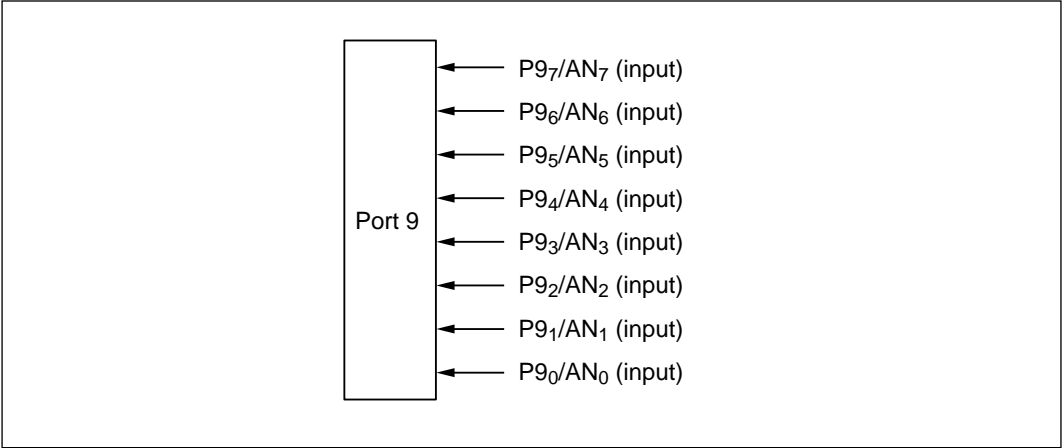 P9₇/AN₇ (input)
P9₆/AN₆ (input)
P9₅/AN₅ (input)
P9₄/AN₄ (input)
Port 9
P9₃/AN₃ (input)
P9₂/AN₂ (input)
P9₁/AN₁ (input)
P9₀/AN₀ (input)